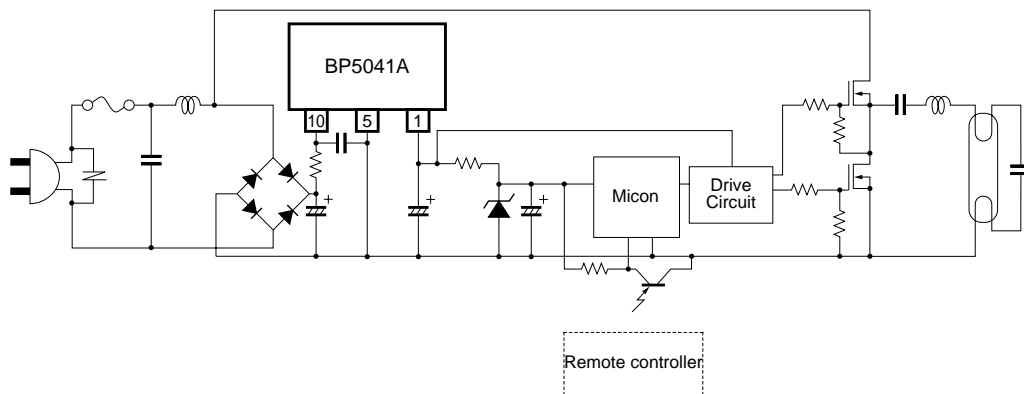 BP5041A
10
5
1
+
+
+
Micon
Drive
Circuit
Remote controller